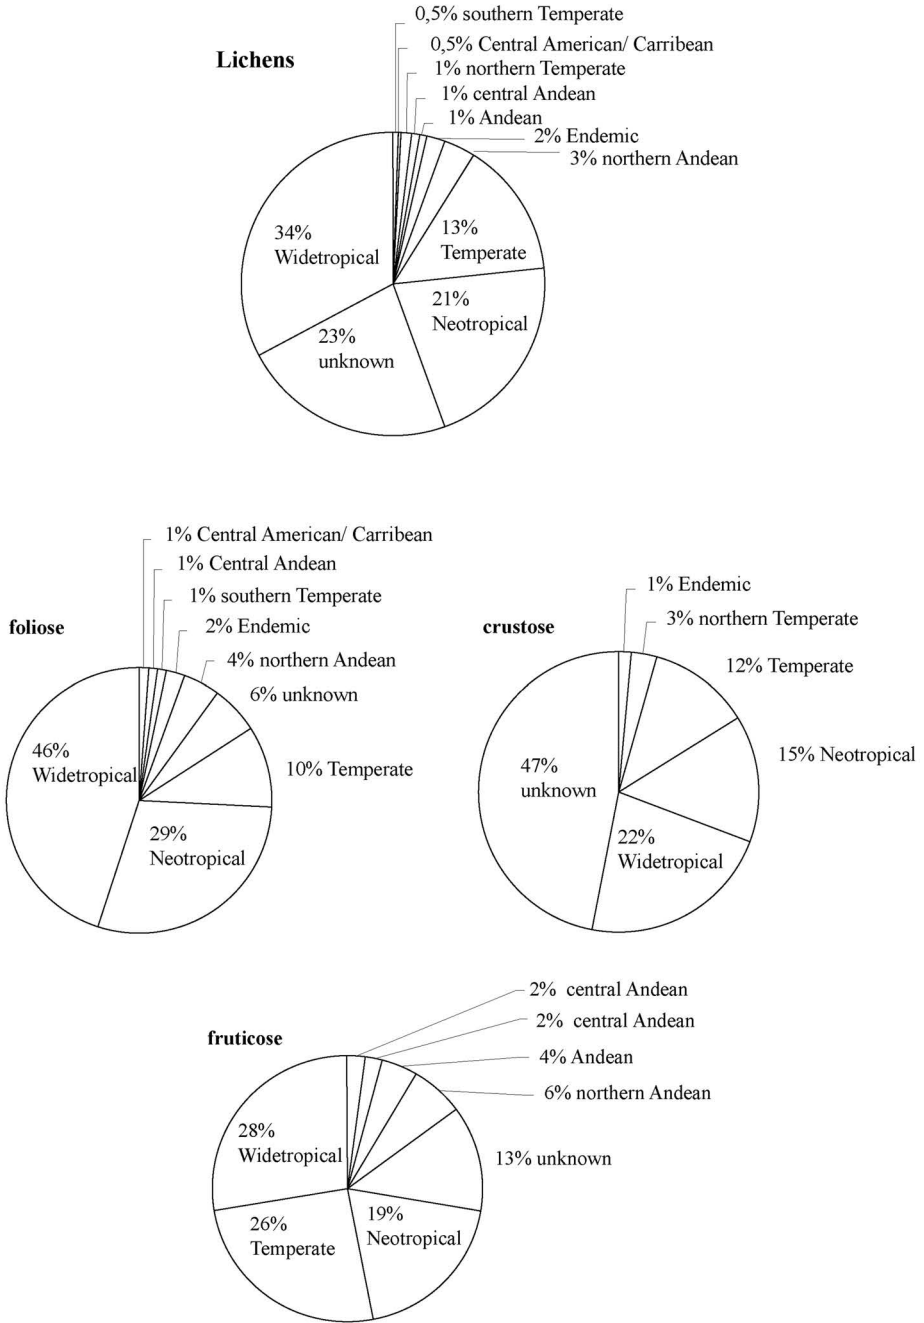 Lichens
0,5% southern Temperate
0,5% Central American/ Carribean
1% northern Temperate
1% central Andean
1% Andean
2% Endemic
3% northern Andean
34%
Widetropical
13%
Temperate
21%
Neotropical
23%
unknown
foliose
1% Central American/ Carribean
1% Central Andean
1% southern Temperate
2% Endemic
4% northern Andean
6% unknown
10% Temperate
46%
Widetropical
29%
Neotropical
crustose
1% Endemic
3% northern Temperate
12% Temperate
15% Neotropical
47%
unknown
22%
Widetropical
fruticose
2% central Andean
2% central Andean
4% Andean
6% northern Andean
13% unknown
28%
Widetropical
26%
Temperate
19%
Neotropical